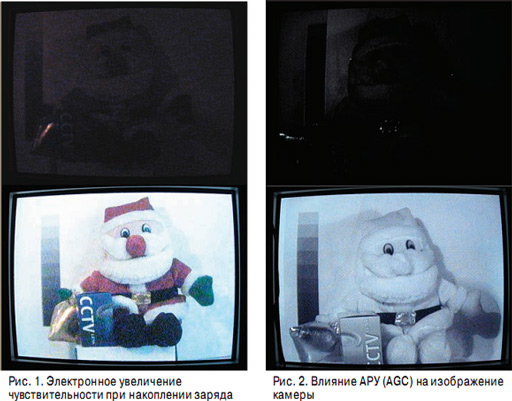 CCTV
CCTV
Рис. 1. Электронное увеличение
чувствительности при накоплении заряда
Рис. 2. Влияние АРУ (AGC) на изображение
камеры